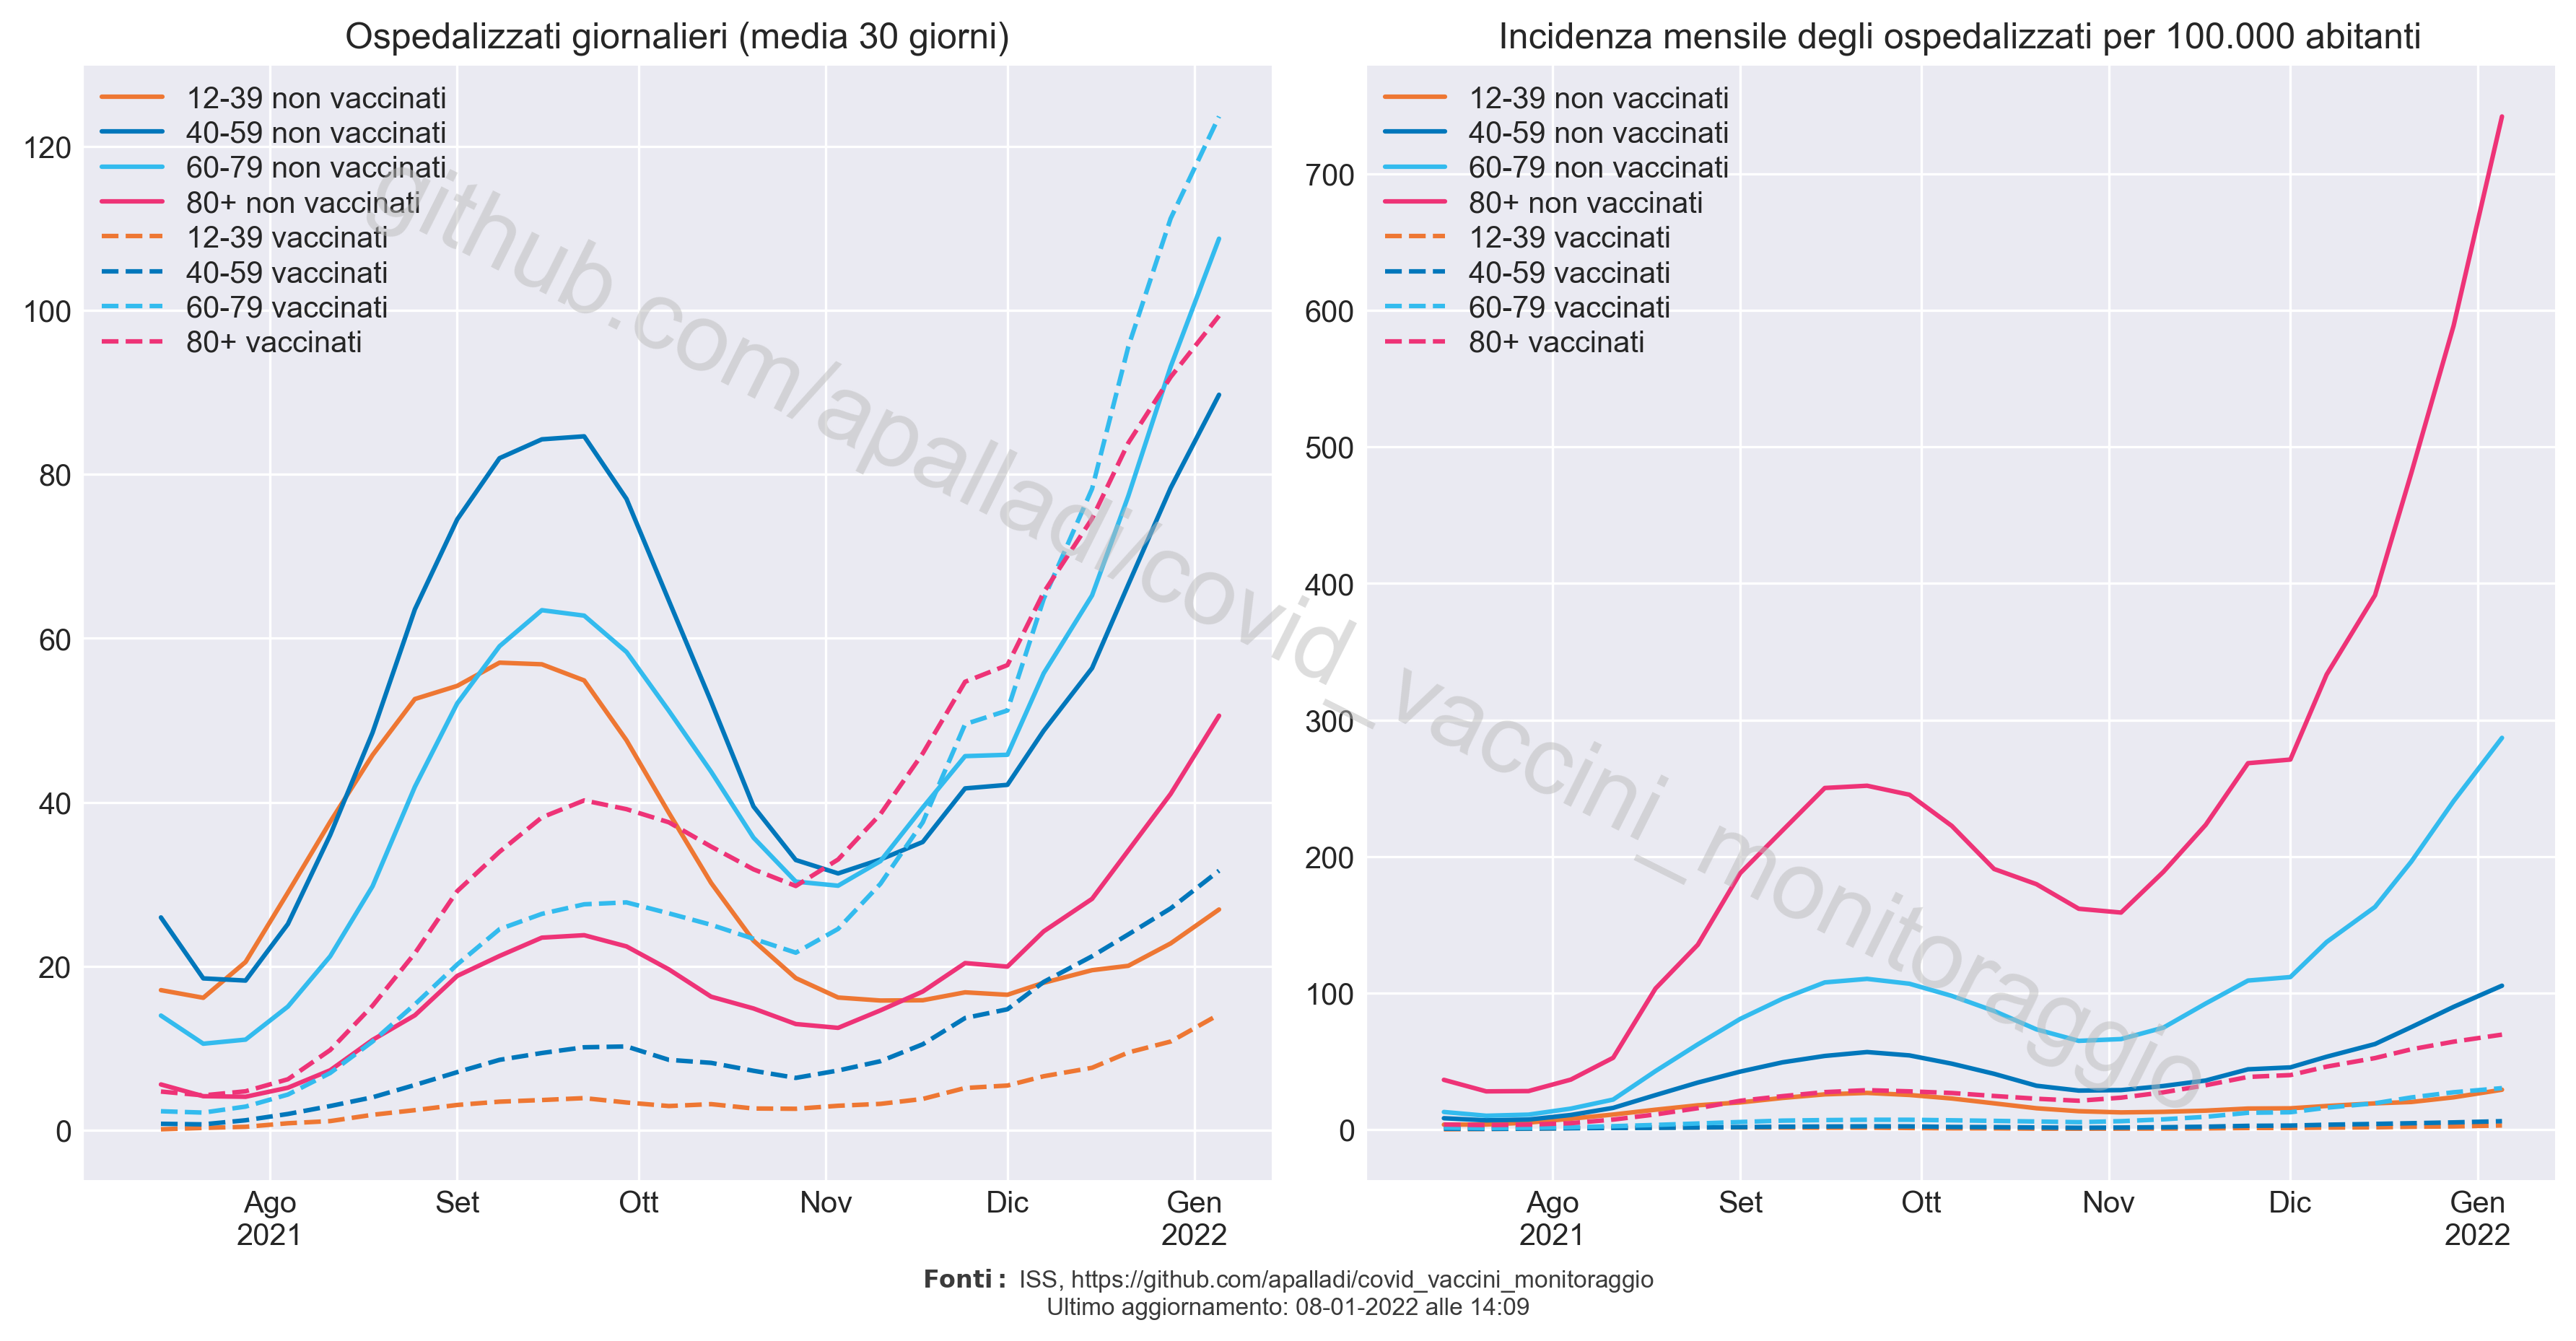 Ospedalizzati giornalieri (media 30 giorni)
12-39 non vaccinati
40-59 non vaccinati
60-79 non vaccinati
80+ non vaccinati
12-39 vaccinati
40-59 vaccinati
60-79 vaccinati
80+ vaccinati
120
100
80
60
40
20
0
Ago
2021
Set
Ott
Nov
Dic
Gen
2022
Incidenza mensile degli ospedalizzati per 100.000 abitanti
12-39 non vaccinati
40-59 non vaccinati
60-79 non vaccinati
80+ non vaccinati
12-39 vaccinati
40-59 vaccinati
60-79 vaccinati
80+ vaccinati
700
600
500
400
300
200
100
0
Ago
2021
Set
Ott
Nov
Dic
Gen
2022
github.com/apalladi/covid_vaccini_monitoraggio
Fonti: ISS, https://github.com/apalladi/covid_vaccini_monitoraggio
Ultimo aggiornamento: 08-01-2022 alle 14:09